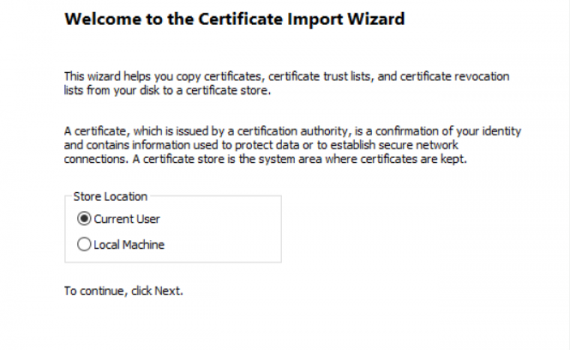 Welcome to the Certificate Import Wizard
This wizard helps you copy certificates, certificate trust lists, and certificate revocation
lists from your disk to a certificate store.
A certificate, which is issued by a certification authority, is a confirmation of your identity
and contains information used to protect data or to establish secure network
connections. A certificate store is the system area where certificates are kept.
Store Location
Current User
Local Machine
To continue, click Next.